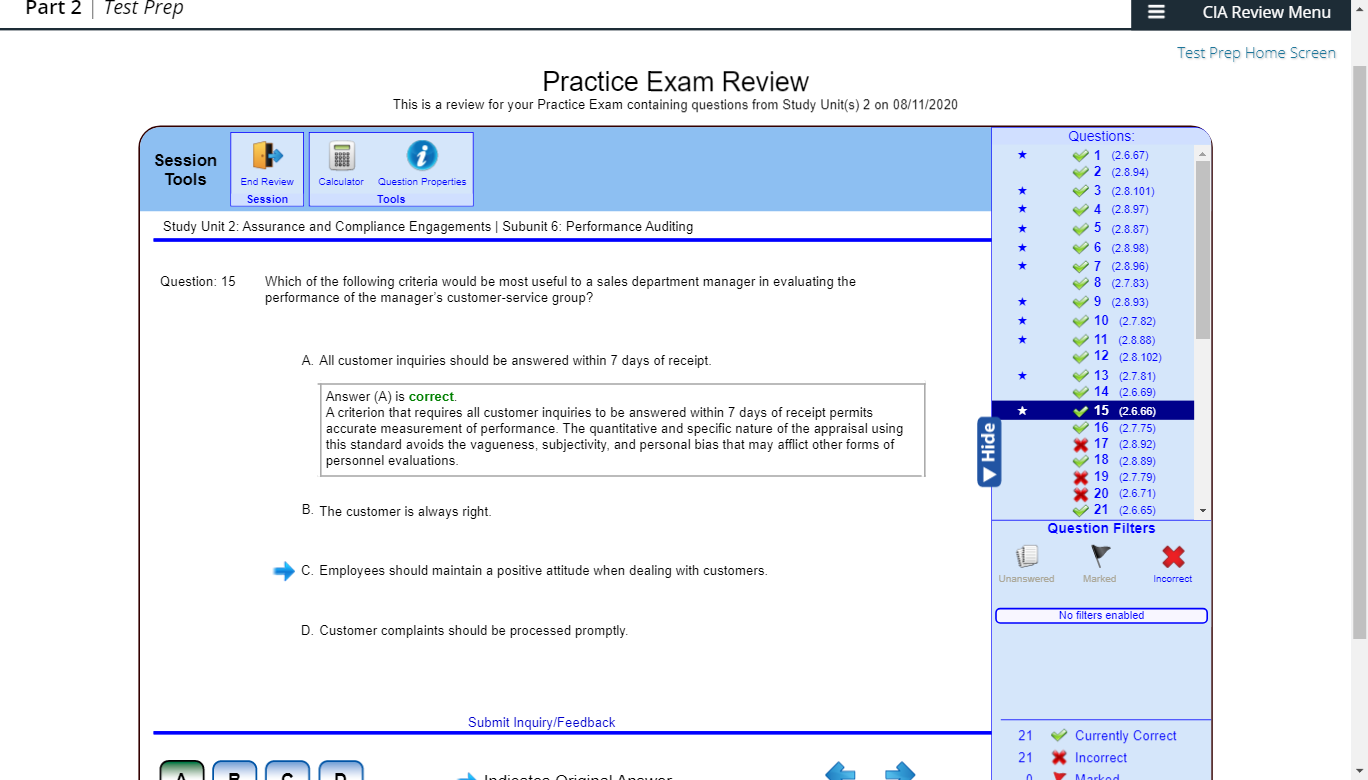 Part 2 | Test Prep
CIA Review Menu
Test Prep Home Screen
Practice Exam Review
This is a review for your Practice Exam containing questions from Study Unit(s) 2 on 08/11/2020
Session
Tools
End Review
Session
Calculator
Question Properties
Tools
Study Unit 2: Assurance and Compliance Engagements | Subunit 6: Performance Auditing
Question: 15
Which of the following criteria would be most useful to a sales department manager in evaluating the
performance of the manager's customer-service group?
A. All customer inquiries should be answered within 7 days of receipt.
Answer (A) is correct.
A criterion that requires all customer inquiries to be answered within 7 days of receipt permits
accurate measurement of performance. The quantitative and specific nature of the appraisal using
this standard avoids the vagueness, subjectivity, and personal bias that may afflict other forms of
personnel evaluations.
B. The customer is always right.
C. Employees should maintain a positive attitude when dealing with customers.
D. Customer complaints should be processed promptly.
Submit Inquiry/Feedback
A B C D
Indicates Original Answer
Questions:
1 (2.6.67)
2 (2.8.94)
3 (2.8.101)
4 (2.8.97)
5 (2.8.87)
6 (2.8.98)
7 (2.8.96)
8 (2.7.83)
9 (2.8.93)
10 (2.7.82)
11 (2.8.88)
12 (2.8.102)
13 (2.7.81)
14 (2.6.69)
15 (2.6.66)
16 (2.7.75)
17 (2.8.92)
18 (2.8.89)
19 (2.7.79)
20 (2.6.71)
21 (2.6.65)
Hide
Question Filters
Unanswered
Marked
Incorrect
No filters enabled
21 Currently Correct
21 Incorrect
0 Marked